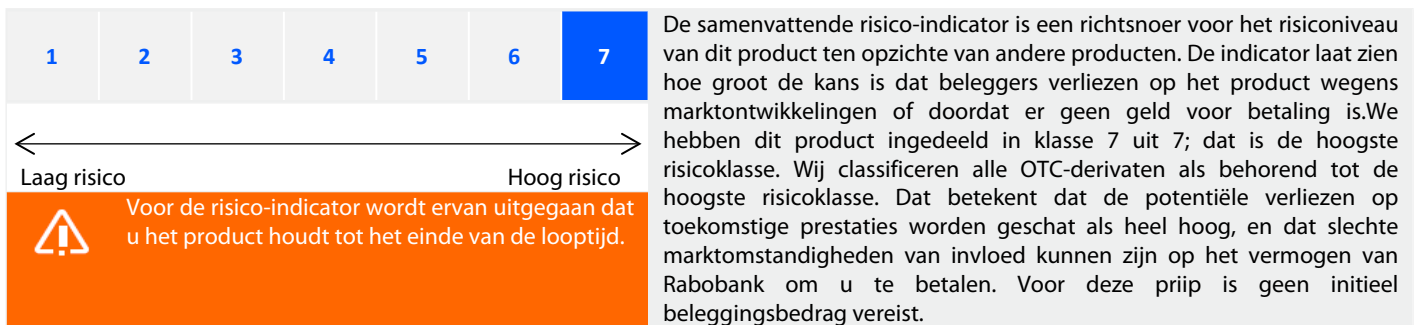 1 2 3 4 5 6 7
Laag risico Hoog risico
Voor de risico-indicator wordt ervan uitgegaan dat
u het product houdt tot het einde van de looptijd.
De samenvattende risico-indicator is een richtsnoer voor het risiconiveau
van dit product ten opzichte van andere producten. De indicator laat zien
hoe groot de kans is dat beleggers verliezen op het product wegens
marktontwikkelingen of doordat er geen geld voor betaling is.We
hebben dit product ingedeeld in klasse 7 uit 7; dat is de hoogste
risicoklasse. Wij classificeren alle OTC-derivaten als behorend tot de
hoogste risicoklasse. Dat betekent dat de potentiële verliezen op
toekomstige prestaties worden geschat als heel hoog, en dat slechte
marktomstandigheden van invloed kunnen zijn op het vermogen van
Rabobank om u te betalen. Voor deze priip is geen initieel
beleggingsbedrag vereist.